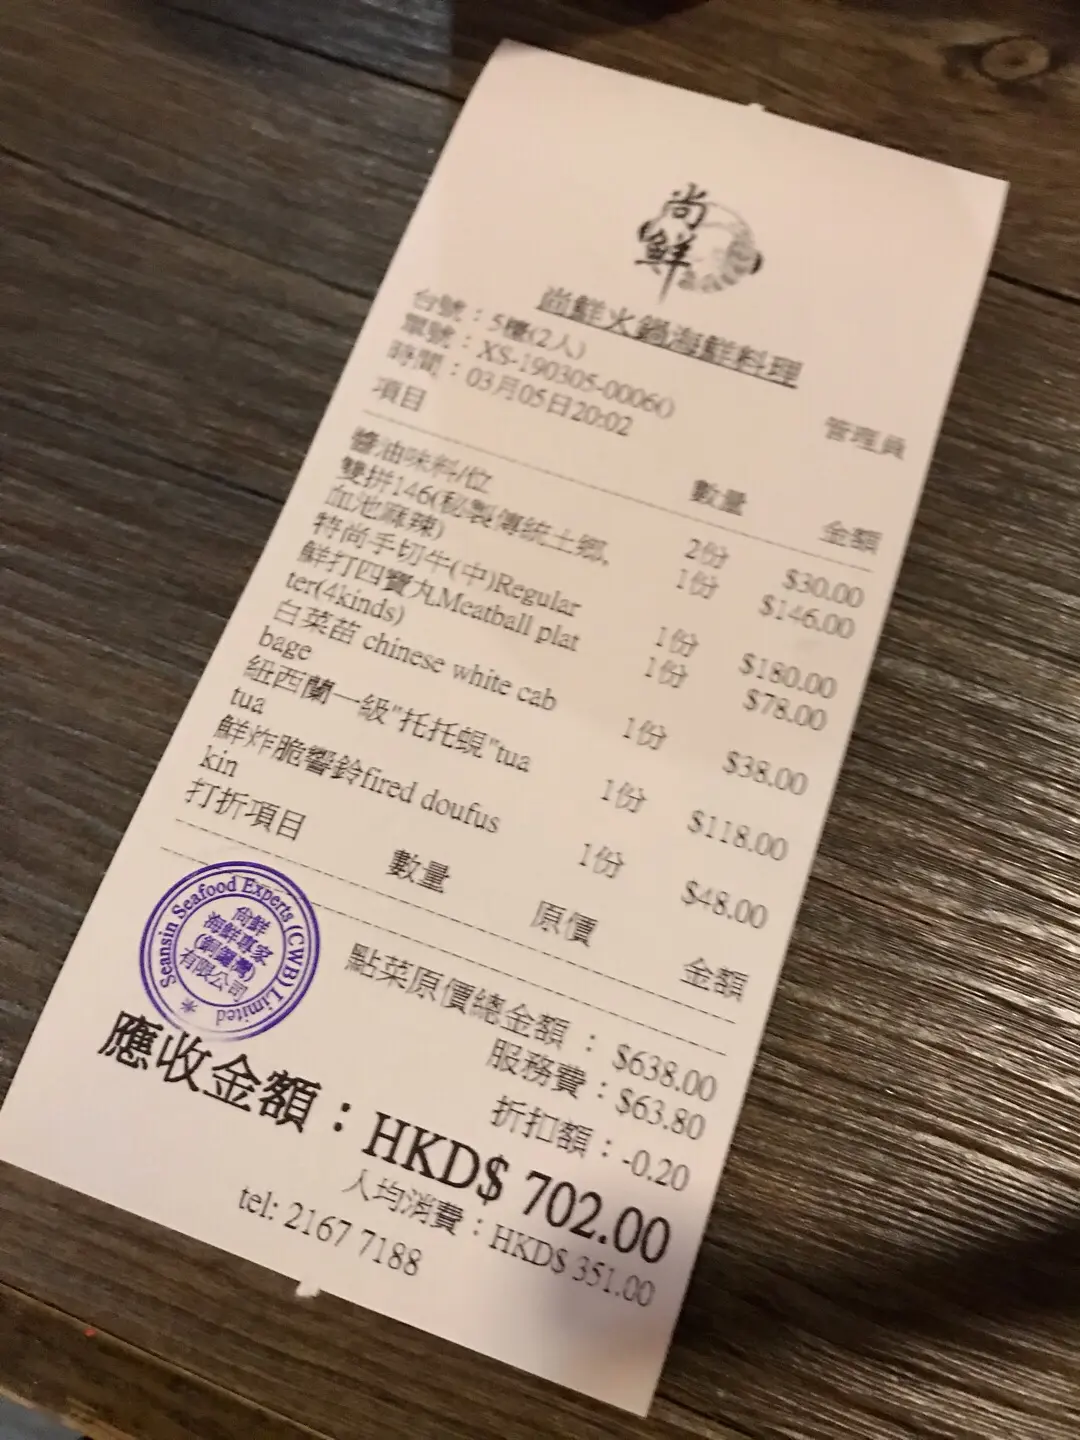 尚鮮
尚鮮火鍋海鮮料理
台號：5樓(2人)
單號：XS-190305-00060
時間：03月05日20:02
管理員
項目 數量 金額
醬油味料/位 2份 $30.00
雙拼146(秘製傳統土鄉, 1份 $146.00
血池麻辣)
特尚手切牛(中)Regular 1份 $180.00
鮮打四寶丸Meatball plat 1份 $78.00
ter(4kinds)
白菜苗 chinese white cab 1份 $38.00
bage
紐西蘭一級"托托蜆"tua 1份 $118.00
tua
鮮炸脆響鈴fired doufus 1份 $48.00
kin
打折項目 數量 原價 金額
點菜原價總金額： $638.00
服務費：$63.80
折扣額：-0.20
應收金額：HKD$ 702.00
人均消費：HKD$ 351.00
tel: 2167 7188
Seansin Seafood Experts (CWB) Limited
尚鮮
海鮮專家
(銅鑼灣)
有限公司